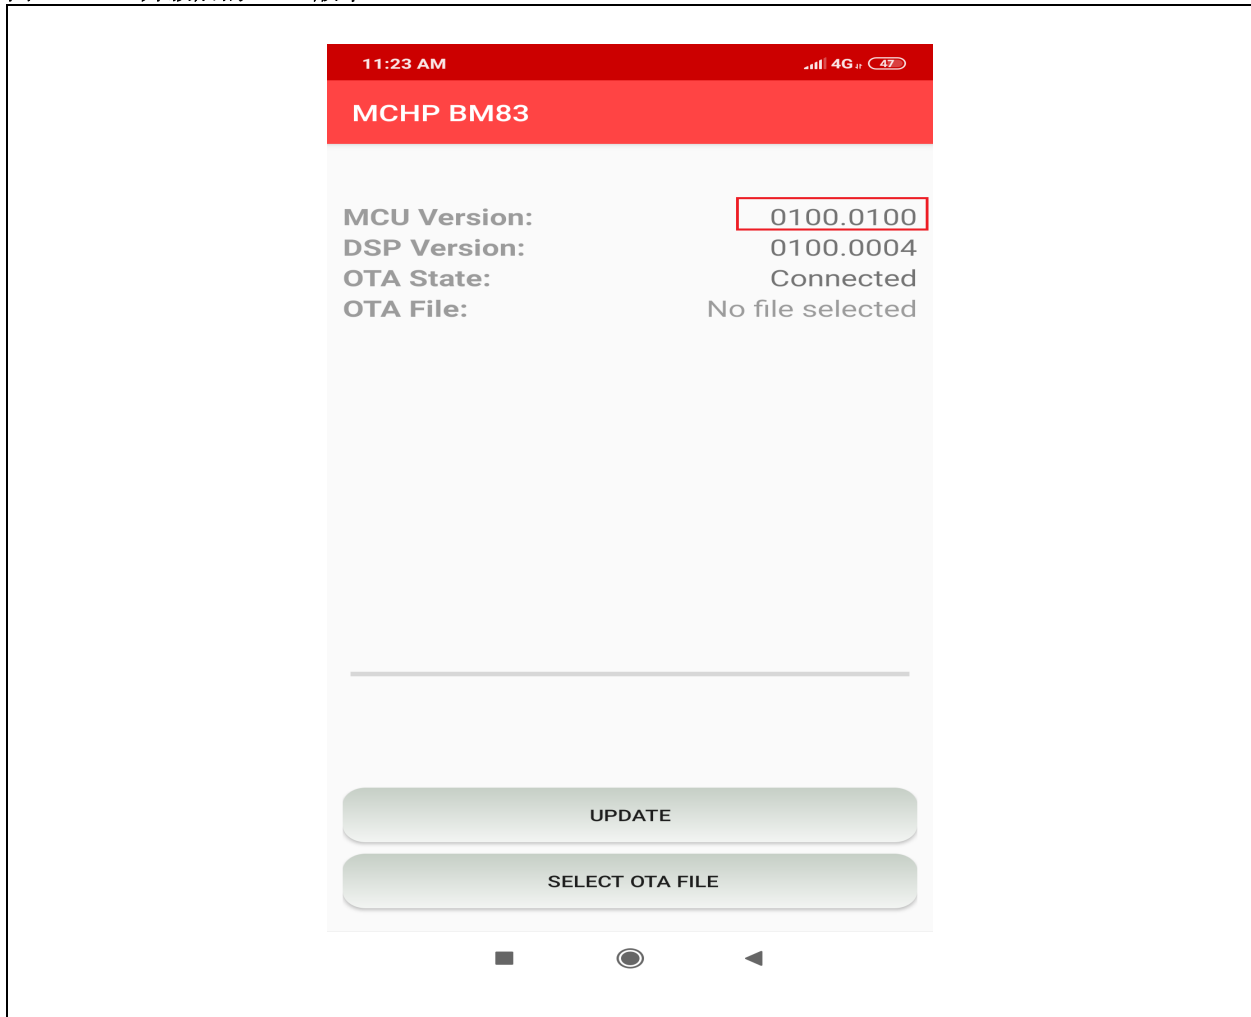 11:23 AM 4G 47
MCHP BM83
MCU Version: 0100.0100
DSP Version: 0100.0004
OTA State: Connected
OTA File: No file selected
UPDATE
SELECT OTA FILE